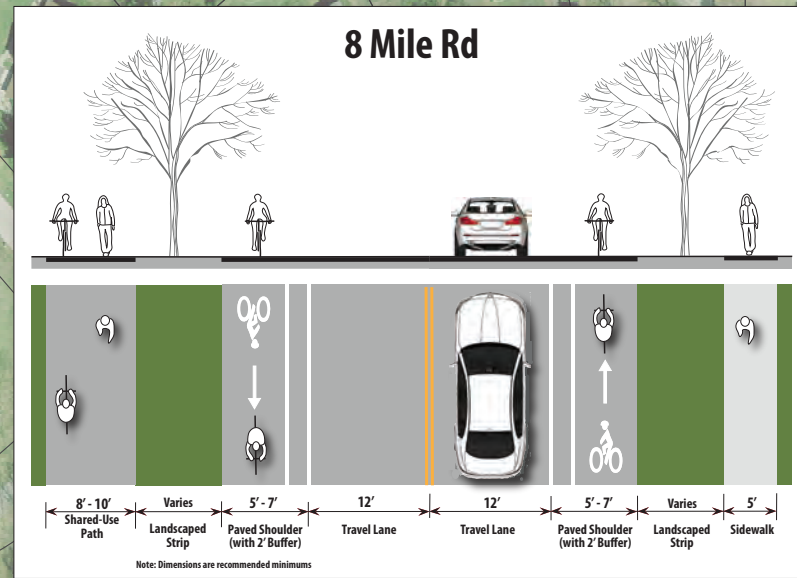 8 Mile Rd
8' - 10'
Shared-Use
Path
Varies
Landscaped
Strip
5' - 7'
Paved Shoulder
(with 2' Buffer)
12'
Travel Lane
12'
Travel Lane
5' - 7'
Paved Shoulder
(with 2' Buffer)
Varies
Landscaped
Strip
5'
Sidewalk
Note: Dimensions are recommended minimums